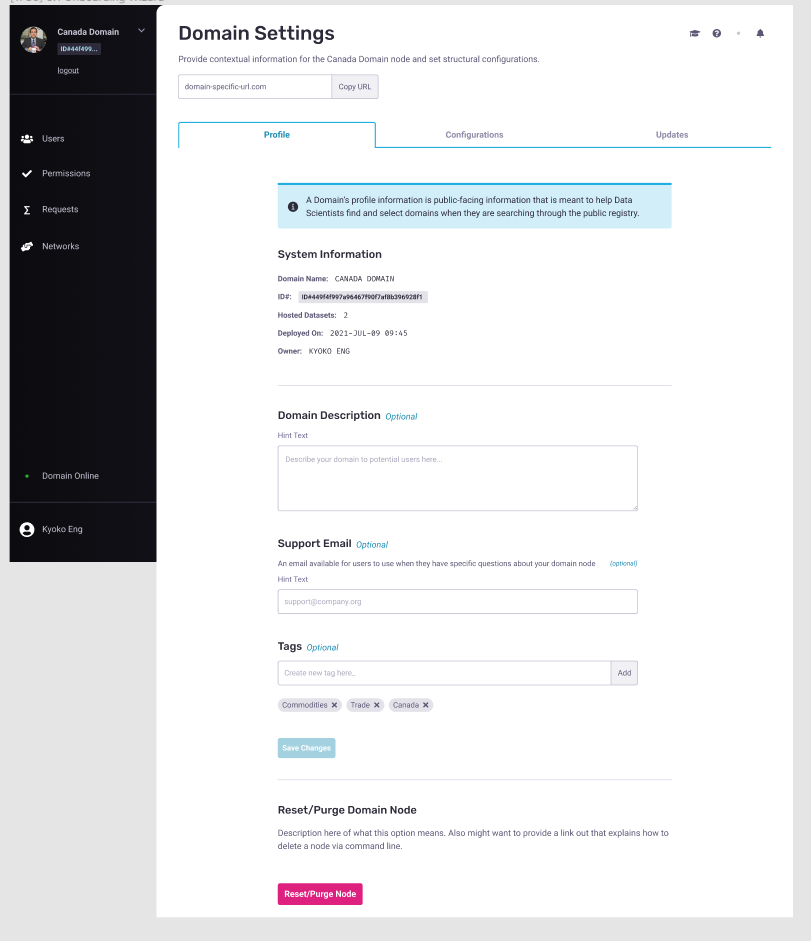 Canada Domain
ID#44f499...
logout
Users
Permissions
Requests
Networks
Domain Online
Kyoko Eng
Domain Settings
Provide contextual information for the Canada Domain node and set structural configurations.
domain-specific-url.com
Copy URL
Profile
Configurations
Updates
A Domain's profile information is public-facing information that is meant to help Data
Scientists find and select domains when they are searching through the public registry.
System Information
Domain Name: CANADA DOMAIN
ID#: ID#449f4f997a96467f90f7af8b396928f1
Hosted Datasets: 2
Deployed On: 2021-JUL-09 09:45
Owner: KYOKO ENG
Domain Description Optional
Hint Text
Describe your domain to potential users here...
Support Email Optional
An email available for users to use when they have specific questions about your domain node (optional)
Hint Text
support@company.org
Tags Optional
Create new tag here...
Add
Commodities
Trade
Canada
Save Changes
Reset/Purge Domain Node
Description here of what this option means. Also might want to provide a link out that explains how to
delete a node via command line.
Reset/Purge Node